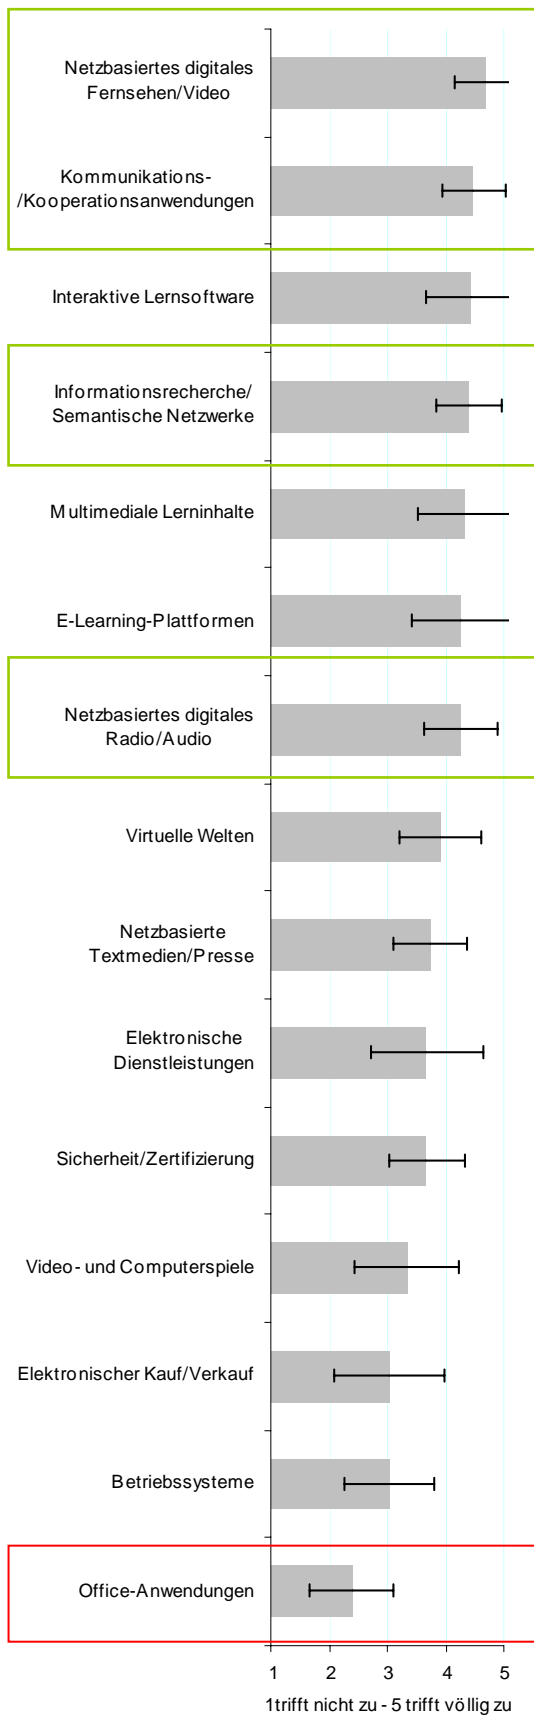 Netzbasiertes digitales
Fernsehen/Video
Kommunikations-
/Kooperationsanwendungen
Interaktive Lernsoftware
Informationsrecherche/
Semantische Netzwerke
Multimediale Lerninhalte
E-Learning-Plattformen
Netzbasiertes digitales
Radio/Audio
Virtuelle Welten
Netzbasierte
Textmedien/Presse
Elektronische
Dienstleistungen
Sicherheit/Zertifizierung
Video- und Computerspiele
Elektronischer Kauf/Verkauf
Betriebssysteme
Office-Anwendungen
1 2 3 4 5
1 trifft nicht zu - 5 trifft völlig zu